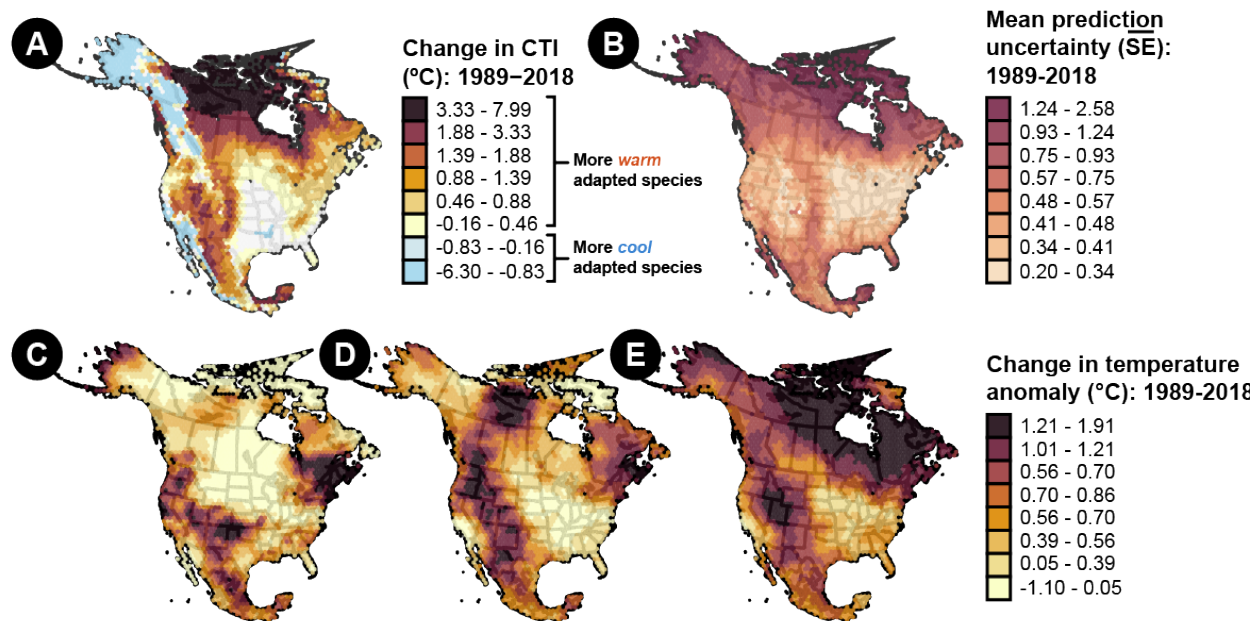 A
Change in CTI
(ºC): 1989−2018
3.33 - 7.99
1.88 - 3.33
1.39 - 1.88
0.88 - 1.39
0.46 - 0.88
-0.16 - 0.46
-0.83 - -0.16
-6.30 - -0.83
More warm
adapted species
More cool
adapted species
B
Mean prediction
uncertainty (SE):
1989-2018
1.24 - 2.58
0.93 - 1.24
0.75 - 0.93
0.57 - 0.75
0.48 - 0.57
0.41 - 0.48
0.34 - 0.41
0.20 - 0.34
C
D
E
Change in temperature
anomaly (°C): 1989-2018
1.21 - 1.91
1.01 - 1.21
0.56 - 0.70
0.70 - 0.86
0.56 - 0.70
0.39 - 0.56
0.05 - 0.39
-1.10 - 0.05